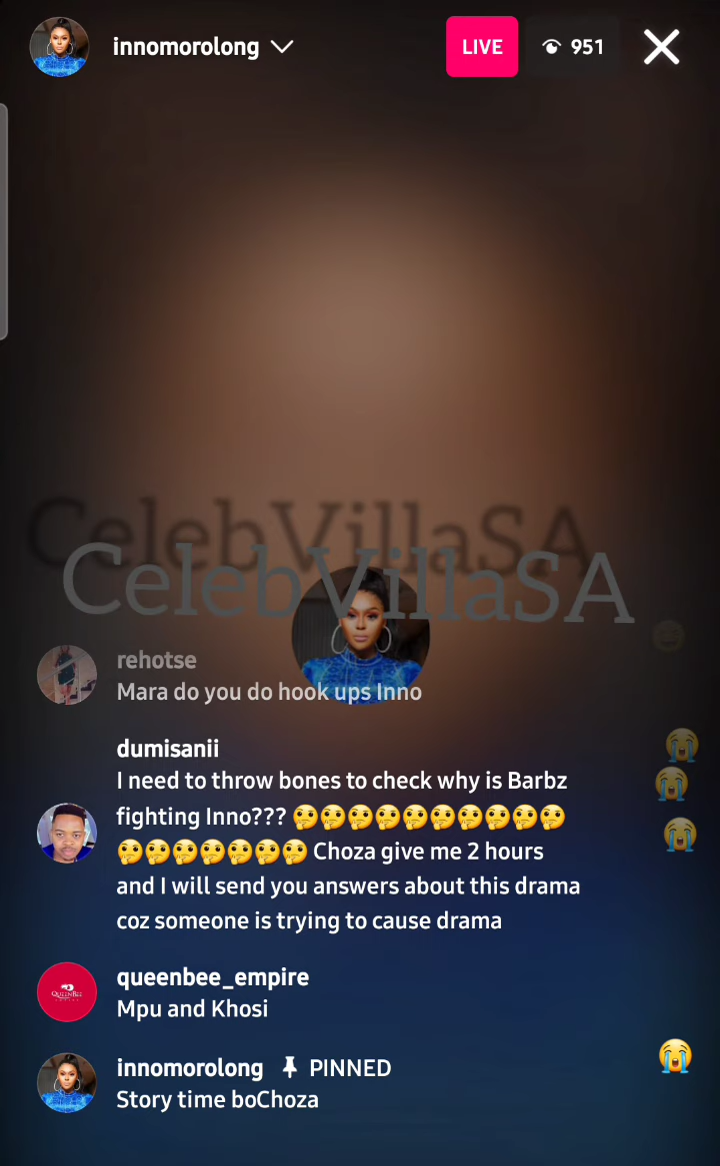 innomorolong
LIVE
951
CelebVillaSA
CelebVillaSA
rehotse
Mara do you do hook ups Inno
dumisanii
I need to throw bones to check why is Barbz
fighting Inno??? 🤔🤔🤔🤔🤔🤔🤔🤔🤔🤔
🤔🤔🤔🤔🤔🤔🤔 Choza give me 2 hours
and I will send you answers about this drama
coz someone is trying to cause drama
QUEENBEE
queenbee_empire
Mpu and Khosi
innomorolong PINNED
Story time boChoza